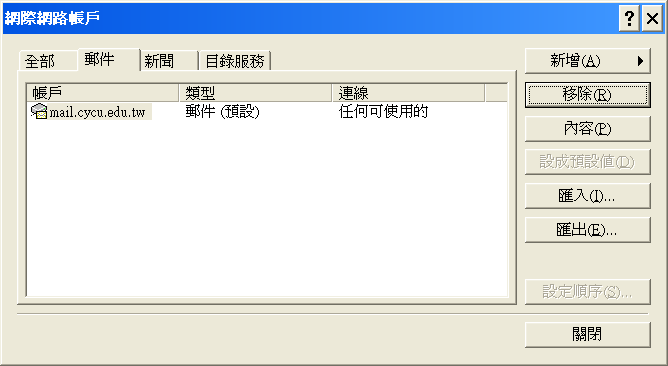 網際網路帳戶
全部 郵件 新聞 目錄服務
帳戶 類型 連線
mail.cycu.edu.tw 郵件 (預設) 任何可使用的
新增(A)
移除(R)
內容(P)
設成預設值(D)
匯入(I)...
匯出(E)...
設定順序(S)...
關閉